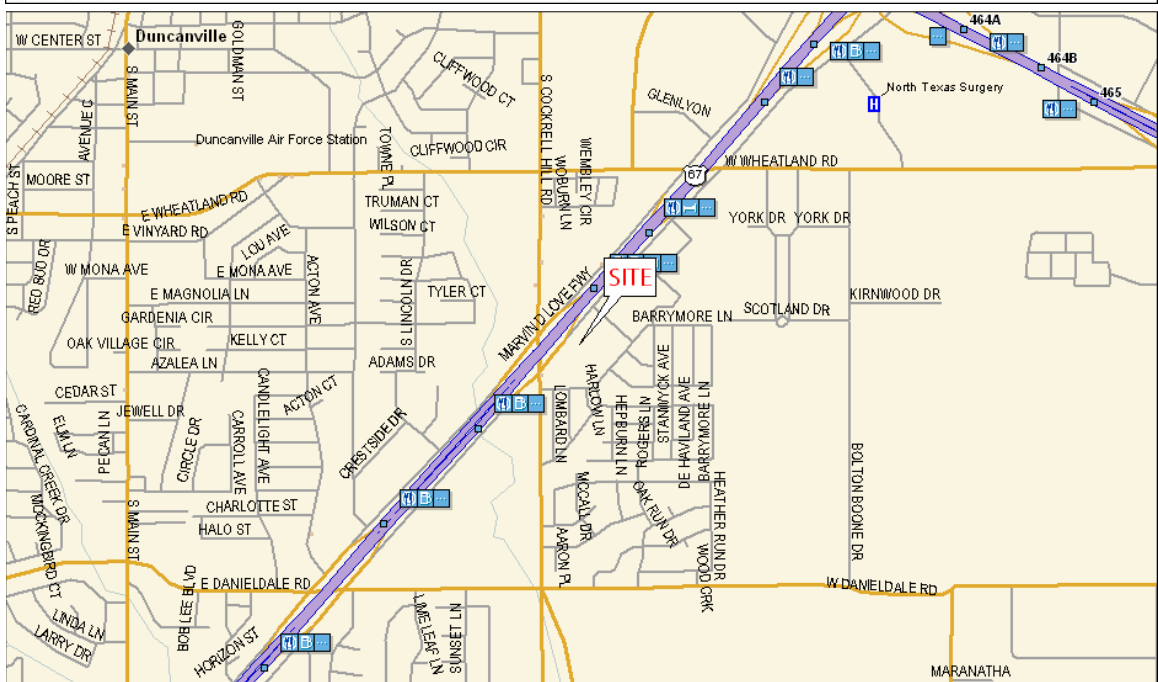 W CENTER ST
Duncanville
GOLDMAN ST
S MAIN ST
AVENUE C
CLIFFWOOD CT
S COCKRELL HILL RD
GLENLYON
464A
464B
465
H
North Texas Surgery
Duncanville Air Force Station
TOWNE PL
CLIFFWOOD CIR
WEMBLEY CIR
WOBURN LN
W WHEATLAND RD
67
S PEACH ST
MOORE ST
E WHEATLAND RD
E VINYARD RD
TRUMAN CT
WILSON CT
YORK DR
YORK DR
RED BUD DR
W MONA AVE
LOU AVE
E MONA AVE
ACTON AVE
S LINCOLN DR
TYLER CT
MARVIN D LOVE FWY
SITE
E MAGNOLIA LN
GARDENIA CIR
KIRNWOOD DR
SCOTLAND DR
BARRYMORE LN
OAK VILLAGE CIR
KELLY CT
AZALEA LN
ADAMS DR
CEDAR ST
CANDLELIGHT AVE
ACTON CT
JEWELL DR
ELM LN
PECAN LN
CIRCLE DR
CARROLL AVE
CRESTSIDE DR
LOMBARD LN
HARLOW LN
HEPBURN LN
ROGERS LN
STANWYCK AVE
DE HAVILAND AVE
BARRYMORE LN
CARDINAL CREEK DR
MOCKINGBIRD CT
S MAIN ST
CHARLOTTE ST
HALO ST
MCCALL DR
OAK RUN DR
HEATHER RUN DR
BOLTON BOONE DR
AARON PL
WOOD CRK
E DANIELDALE RD
W DANIELDALE RD
BOB LEE BLVD
LINDA LN
LARRY DR
HORIZON ST
LIME LEAF LN
SUNSET LN
MARANATHA